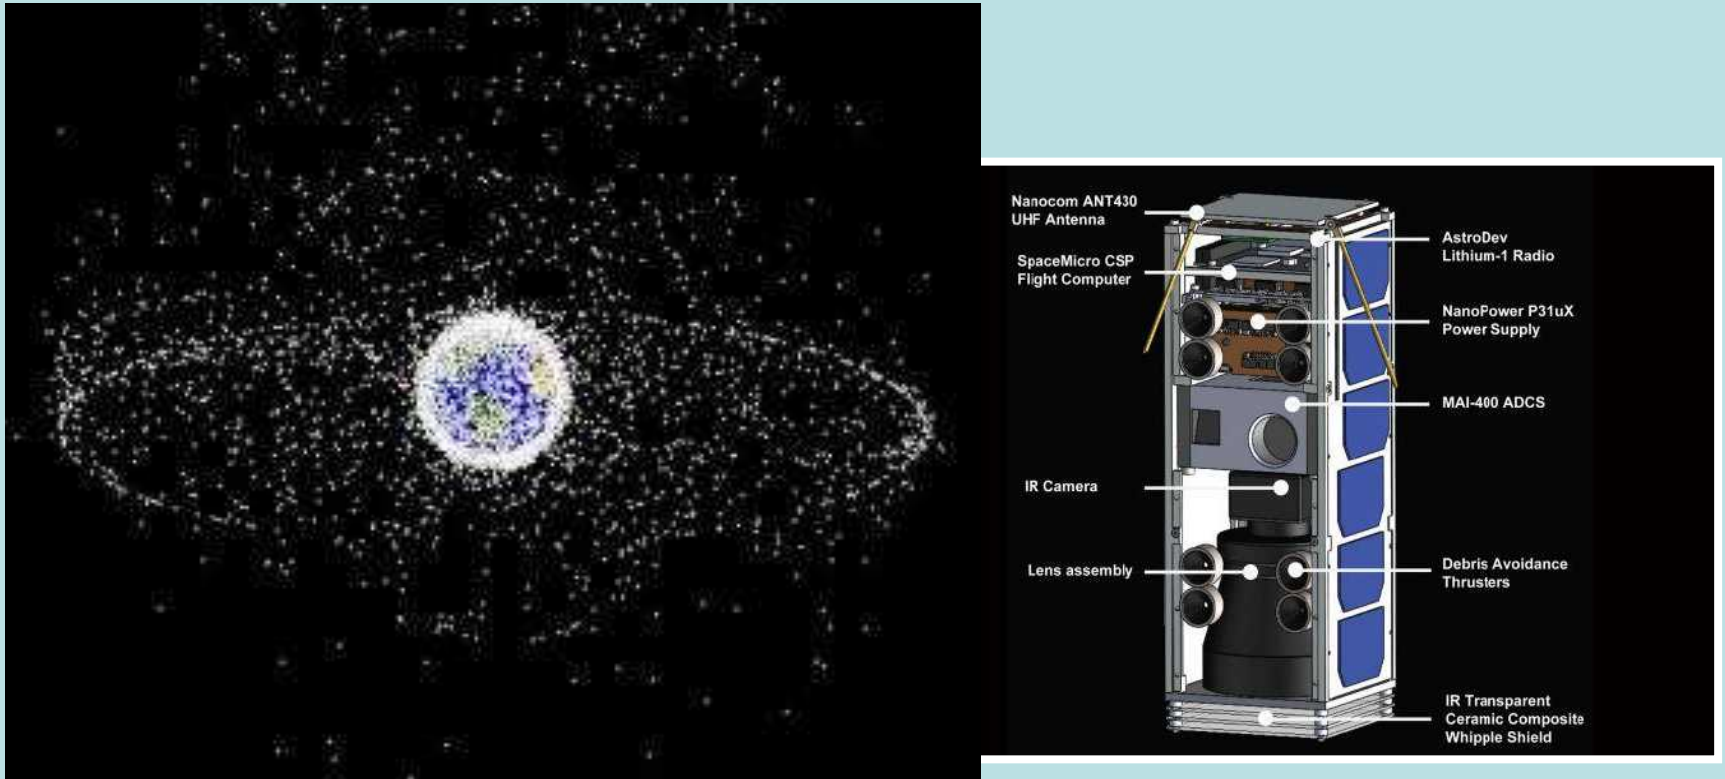 Nanocom ANT430
UHF Antenna
SpaceMicro CSP
Flight Computer
IR Camera
Lens assembly
AstroDev
Lithium-1 Radio
NanoPower P31uX
Power Supply
MAI-400 ADCS
Debris Avoidance
Thrusters
IR Transparent
Ceramic Composite
Whipple Shield